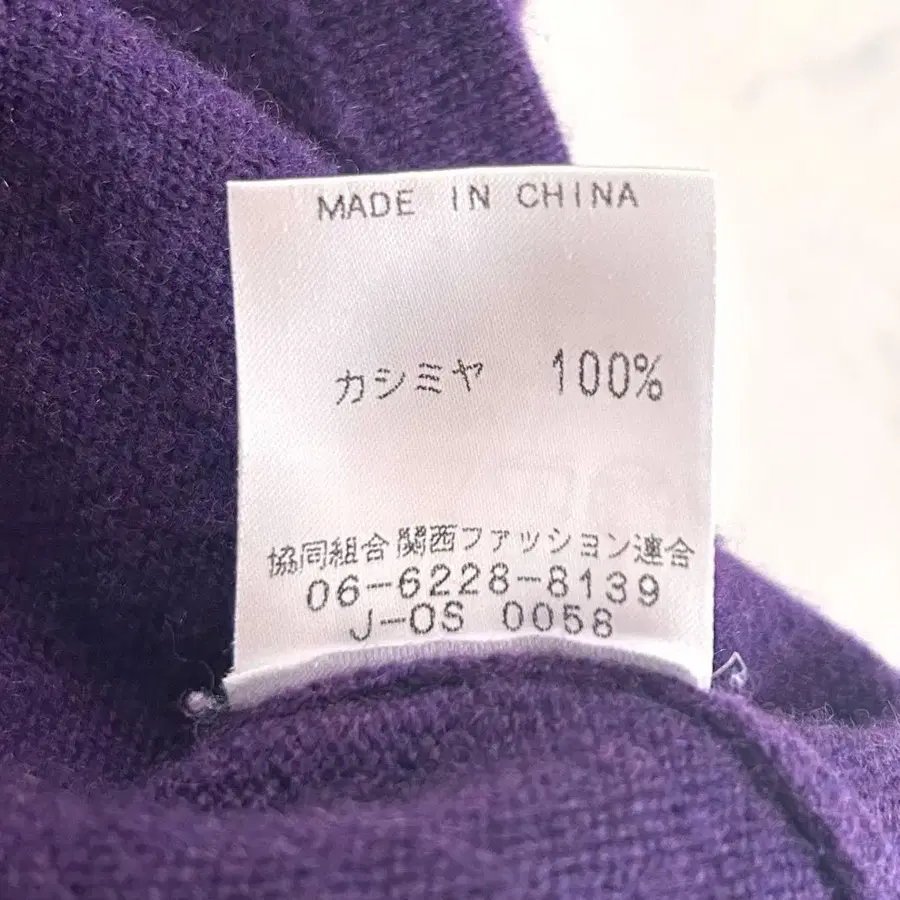 MADE IN CHINA
カシミヤ 100%
協同組合関西ファッション連合
06-6228-8139
J-OS 0058